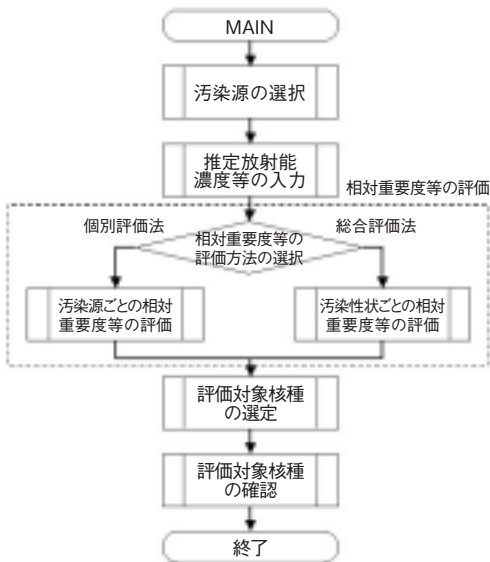 MAIN
汚染源の選択
推定放射能
濃度等の入力
相対重要度等の評価
個別評価法
相対重要度等の
評価方法の選択
総合評価法
汚染源ごとの相対
重要度等の評価
汚染性状ごとの相対
重要度等の評価
評価対象核種
の選定
評価対象核種
の確認
終了